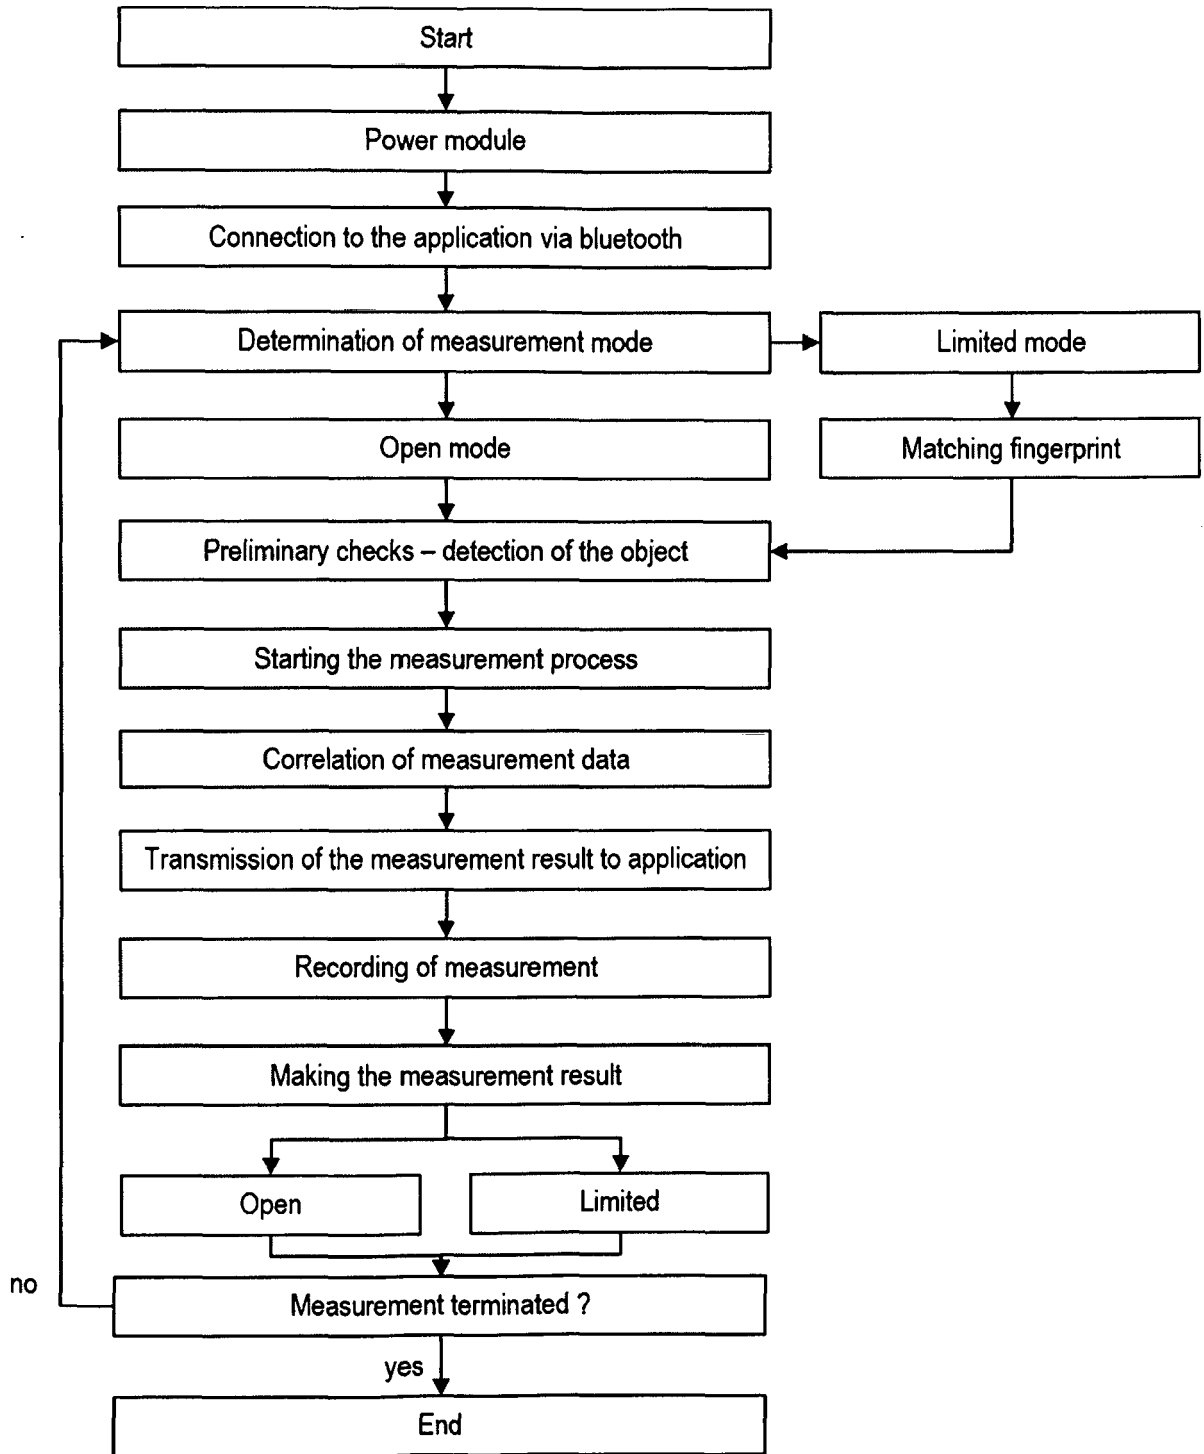 Start
Power module
Connection to the application via bluetooth
Determination of measurement mode
Limited mode
Open mode
Matching fingerprint
Preliminary checks – detection of the object
Starting the measurement process
Correlation of measurement data
Transmission of the measurement result to application
Recording of measurement
Making the measurement result
Open
Limited
no
Measurement terminated ?
yes
End